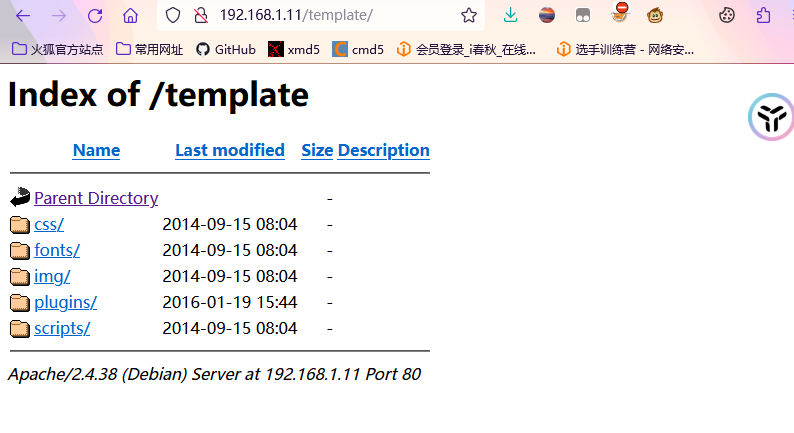 192.168.1.11/template/
火狐官方站点 常用网址 GitHub xmd5 cmd5 会员登录_i春秋_在线... 选手训练营 - 网络安...
Index of /template
Name Last modified Size Description
Parent Directory -
css/ 2014-09-15 08:04 -
fonts/ 2014-09-15 08:04 -
img/ 2014-09-15 08:04 -
plugins/ 2016-01-19 15:44 -
scripts/ 2014-09-15 08:04 -
Apache/2.4.38 (Debian) Server at 192.168.1.11 Port 80